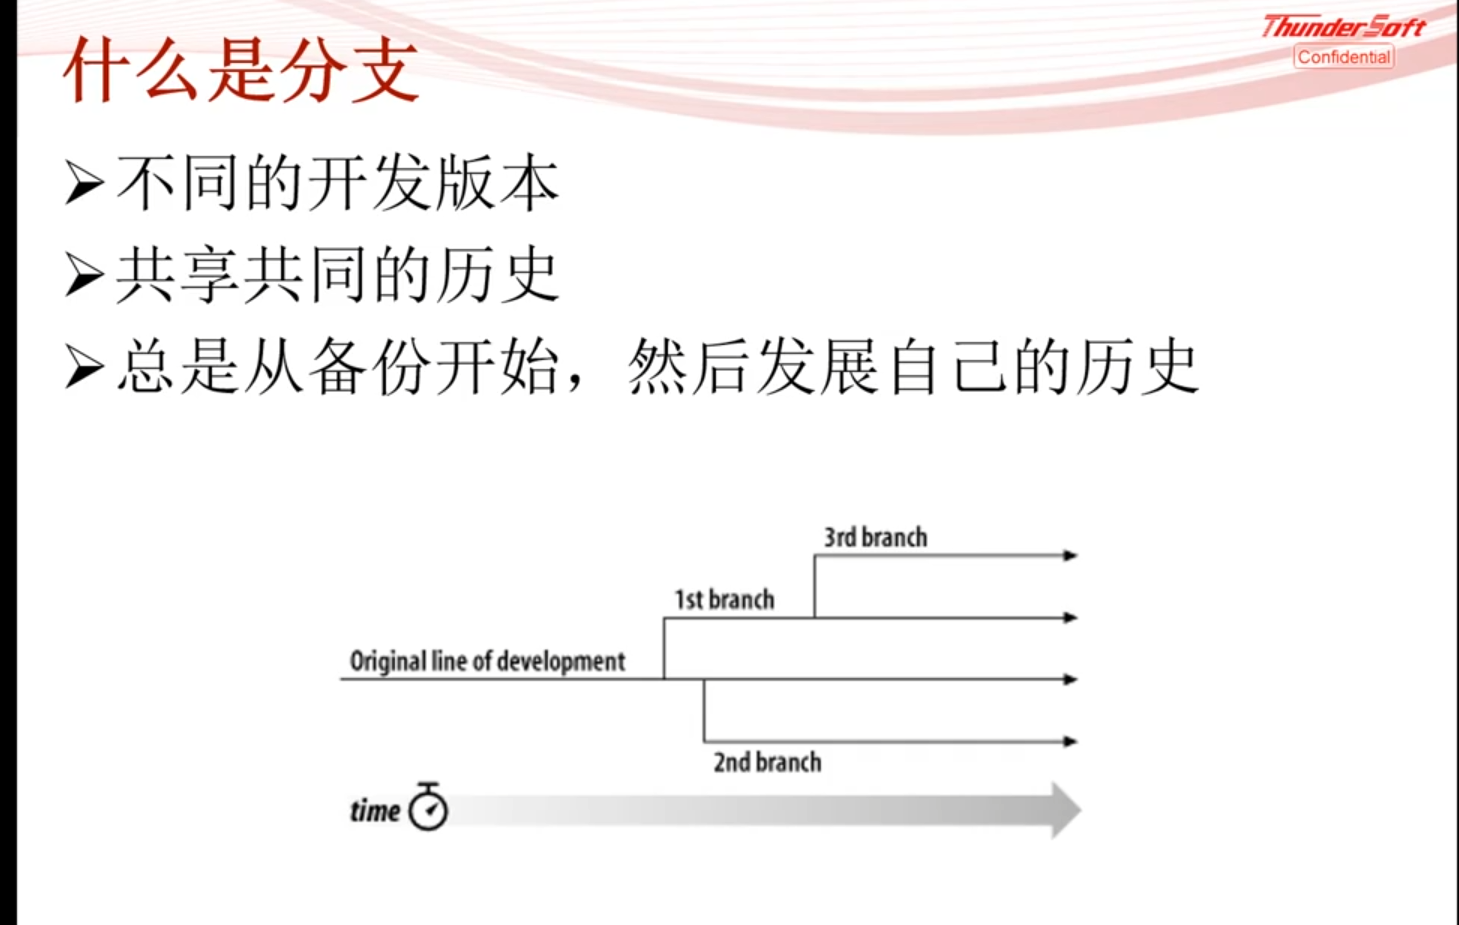 什么是分支
ThunderSoft
Confidential
不同的开发版本
共享共同的历史
总是从备份开始，然后发展自己的历史
3rd branch
1st branch
Original line of development
2nd branch
time